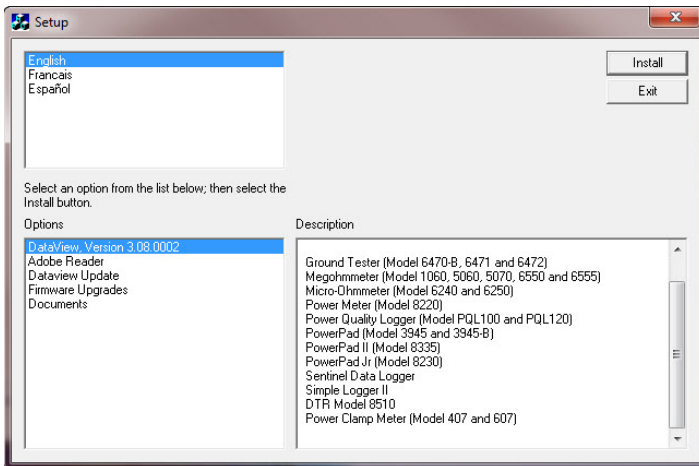 Setup
English
Francais
Español
Install
Exit
Select an option from the list below; then select the
Install button.
Options
DataView, Version 3.08.0002
Adobe Reader
Dataview Update
Firmware Upgrades
Documents
Description
Ground Tester (Model 6470-B, 6471 and 6472)
Megohmmeter (Model 1060, 5060, 5070, 6550 and 6555)
Micro-Ohmmeter (Model 6240 and 6250)
Power Meter (Model 8220)
Power Quality Logger (Model PQL100 and PQL120)
PowerPad (Model 3945 and 3945-B)
PowerPad II (Model 8335)
PowerPad Jr (Model 8230)
Sentinel Data Logger
Simple Logger II
DTR Model 8510
Power Clamp Meter (Model 407 and 607)